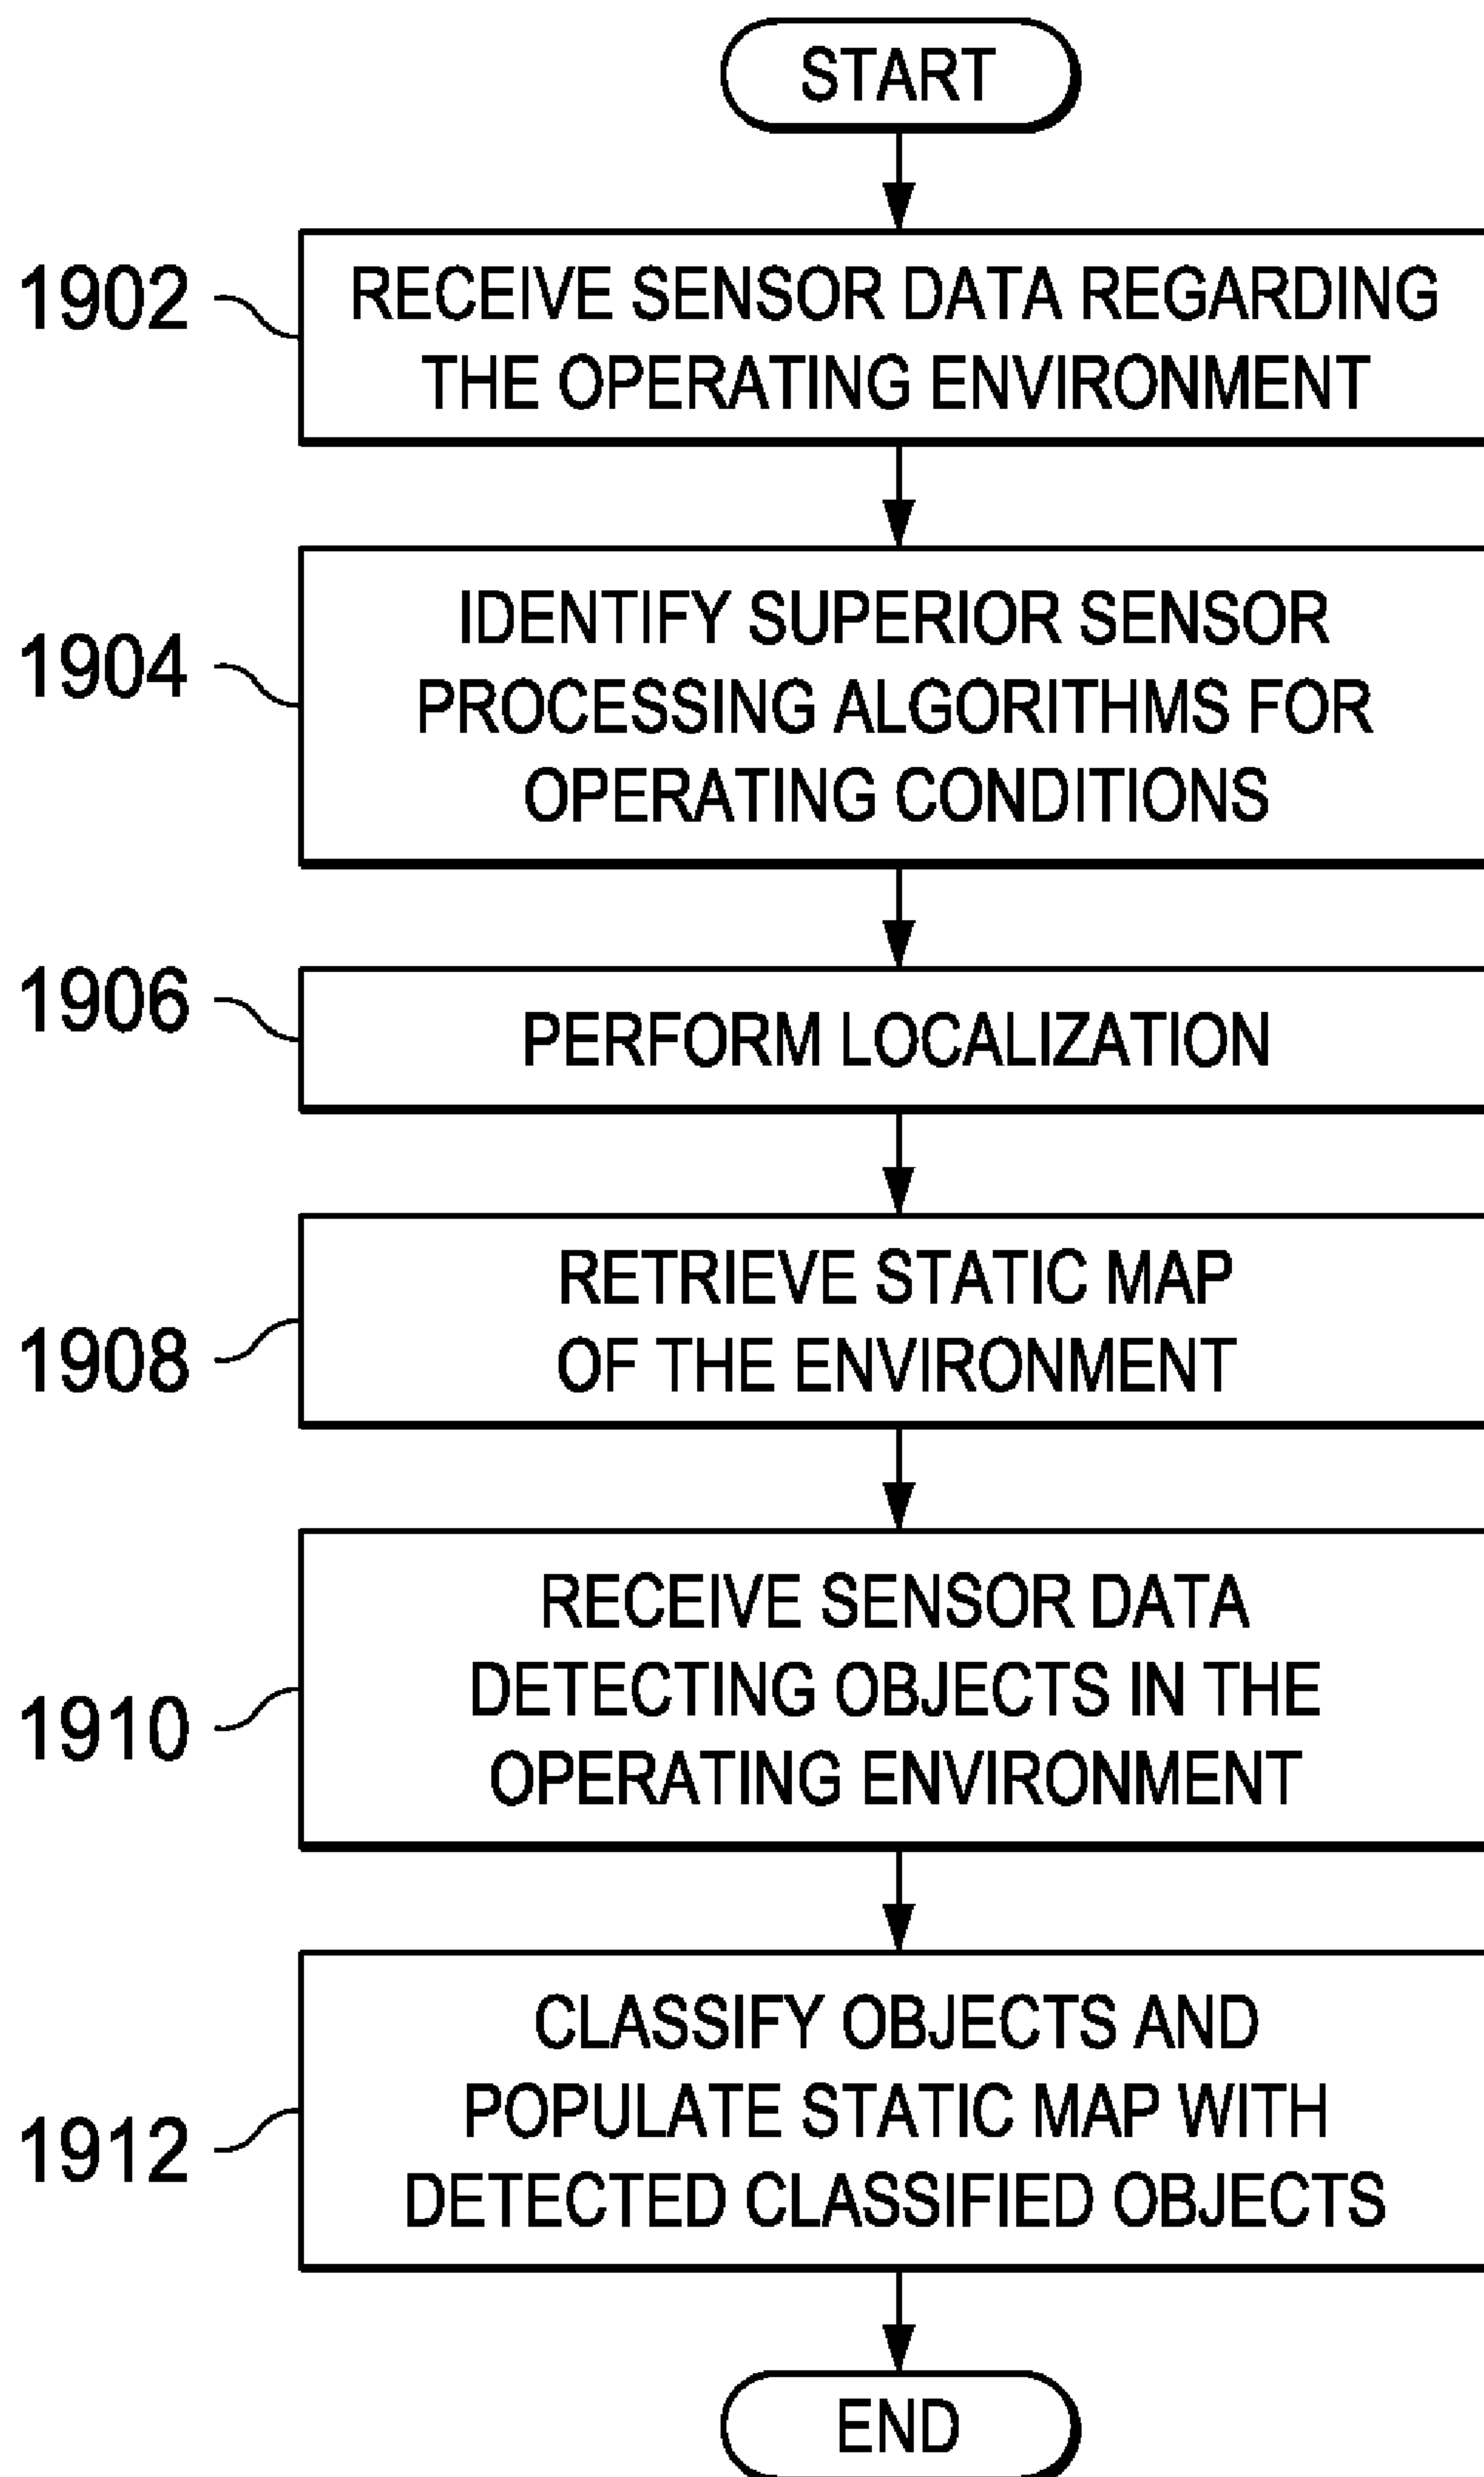 START
1902
RECEIVE SENSOR DATA REGARDING
THE OPERATING ENVIRONMENT
1904
IDENTIFY SUPERIOR SENSOR
PROCESSING ALGORITHMS FOR
OPERATING CONDITIONS
1906
PERFORM LOCALIZATION
1908
RETRIEVE STATIC MAP
OF THE ENVIRONMENT
1910
RECEIVE SENSOR DATA
DETECTING OBJECTS IN THE
OPERATING ENVIRONMENT
1912
CLASSIFY OBJECTS AND
POPULATE STATIC MAP WITH
DETECTED CLASSIFIED OBJECTS
END